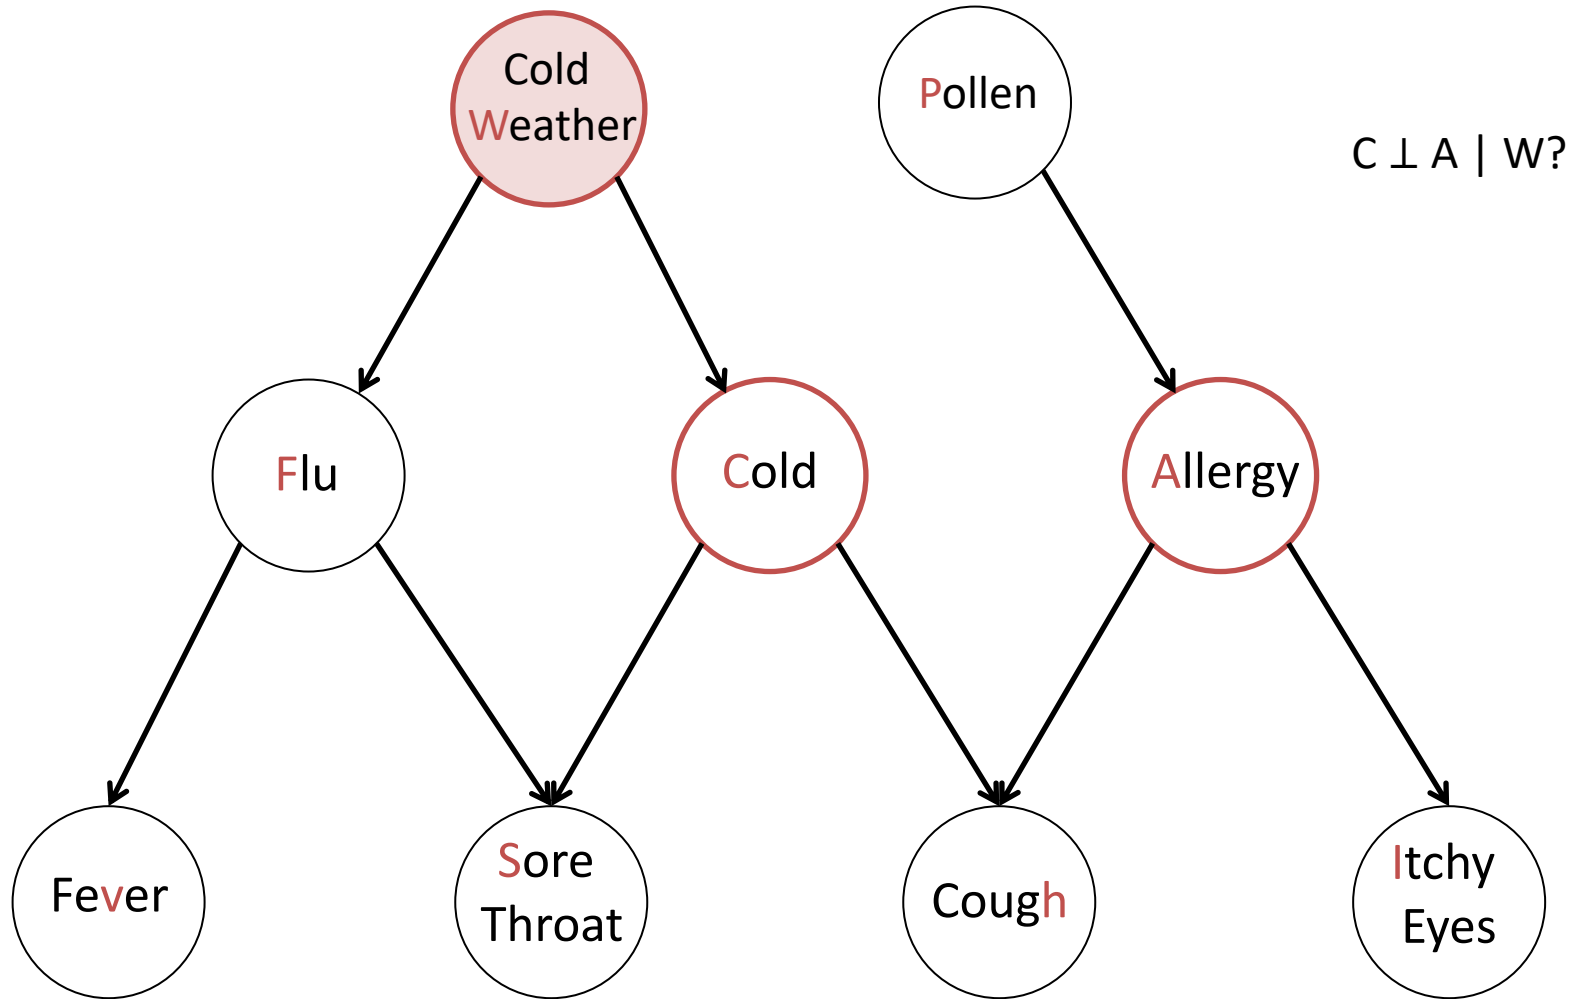 Cold
Weather
Pollen
C ⊥ A | W?
Flu
Cold
Allergy
Fever
Sore
Throat
Cough
Itchy
Eyes